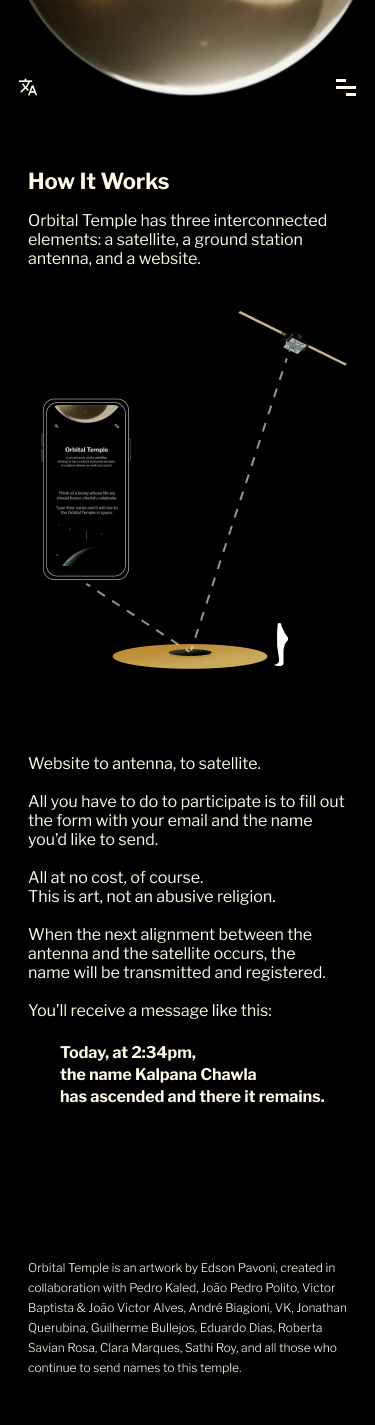 How It Works
Orbital Temple has three interconnected
elements: a satellite, a ground station
antenna, and a website.
Orbital Temple
Think of a being whose life we
should honor, cherish, celebrate.
Type their name and it will rise to
the Orbital Temple in space.
Website to antenna, to satellite.
All you have to do to participate is to fill out
the form with your email and the name
you’d like to send.
All at no cost, of course.
This is art, not an abusive religion.
When the next alignment between the
antenna and the satellite occurs, the
name will be transmitted and registered.
You’ll receive a message like this:
Today, at 2:34pm,
the name Kalpana Chawla
has ascended and there it remains.
Orbital Temple is an artwork by Edson Pavoni, created in
collaboration with Pedro Kaled, João Pedro Polito, Victor
Baptista & João Victor Alves, André Biagioni, VK, Jonathan
Querubina, Guilherme Bullejos, Eduardo Dias, Roberta
Savian Rosa, Clara Marques, Sathi Roy, and all those who
continue to send names to this temple.